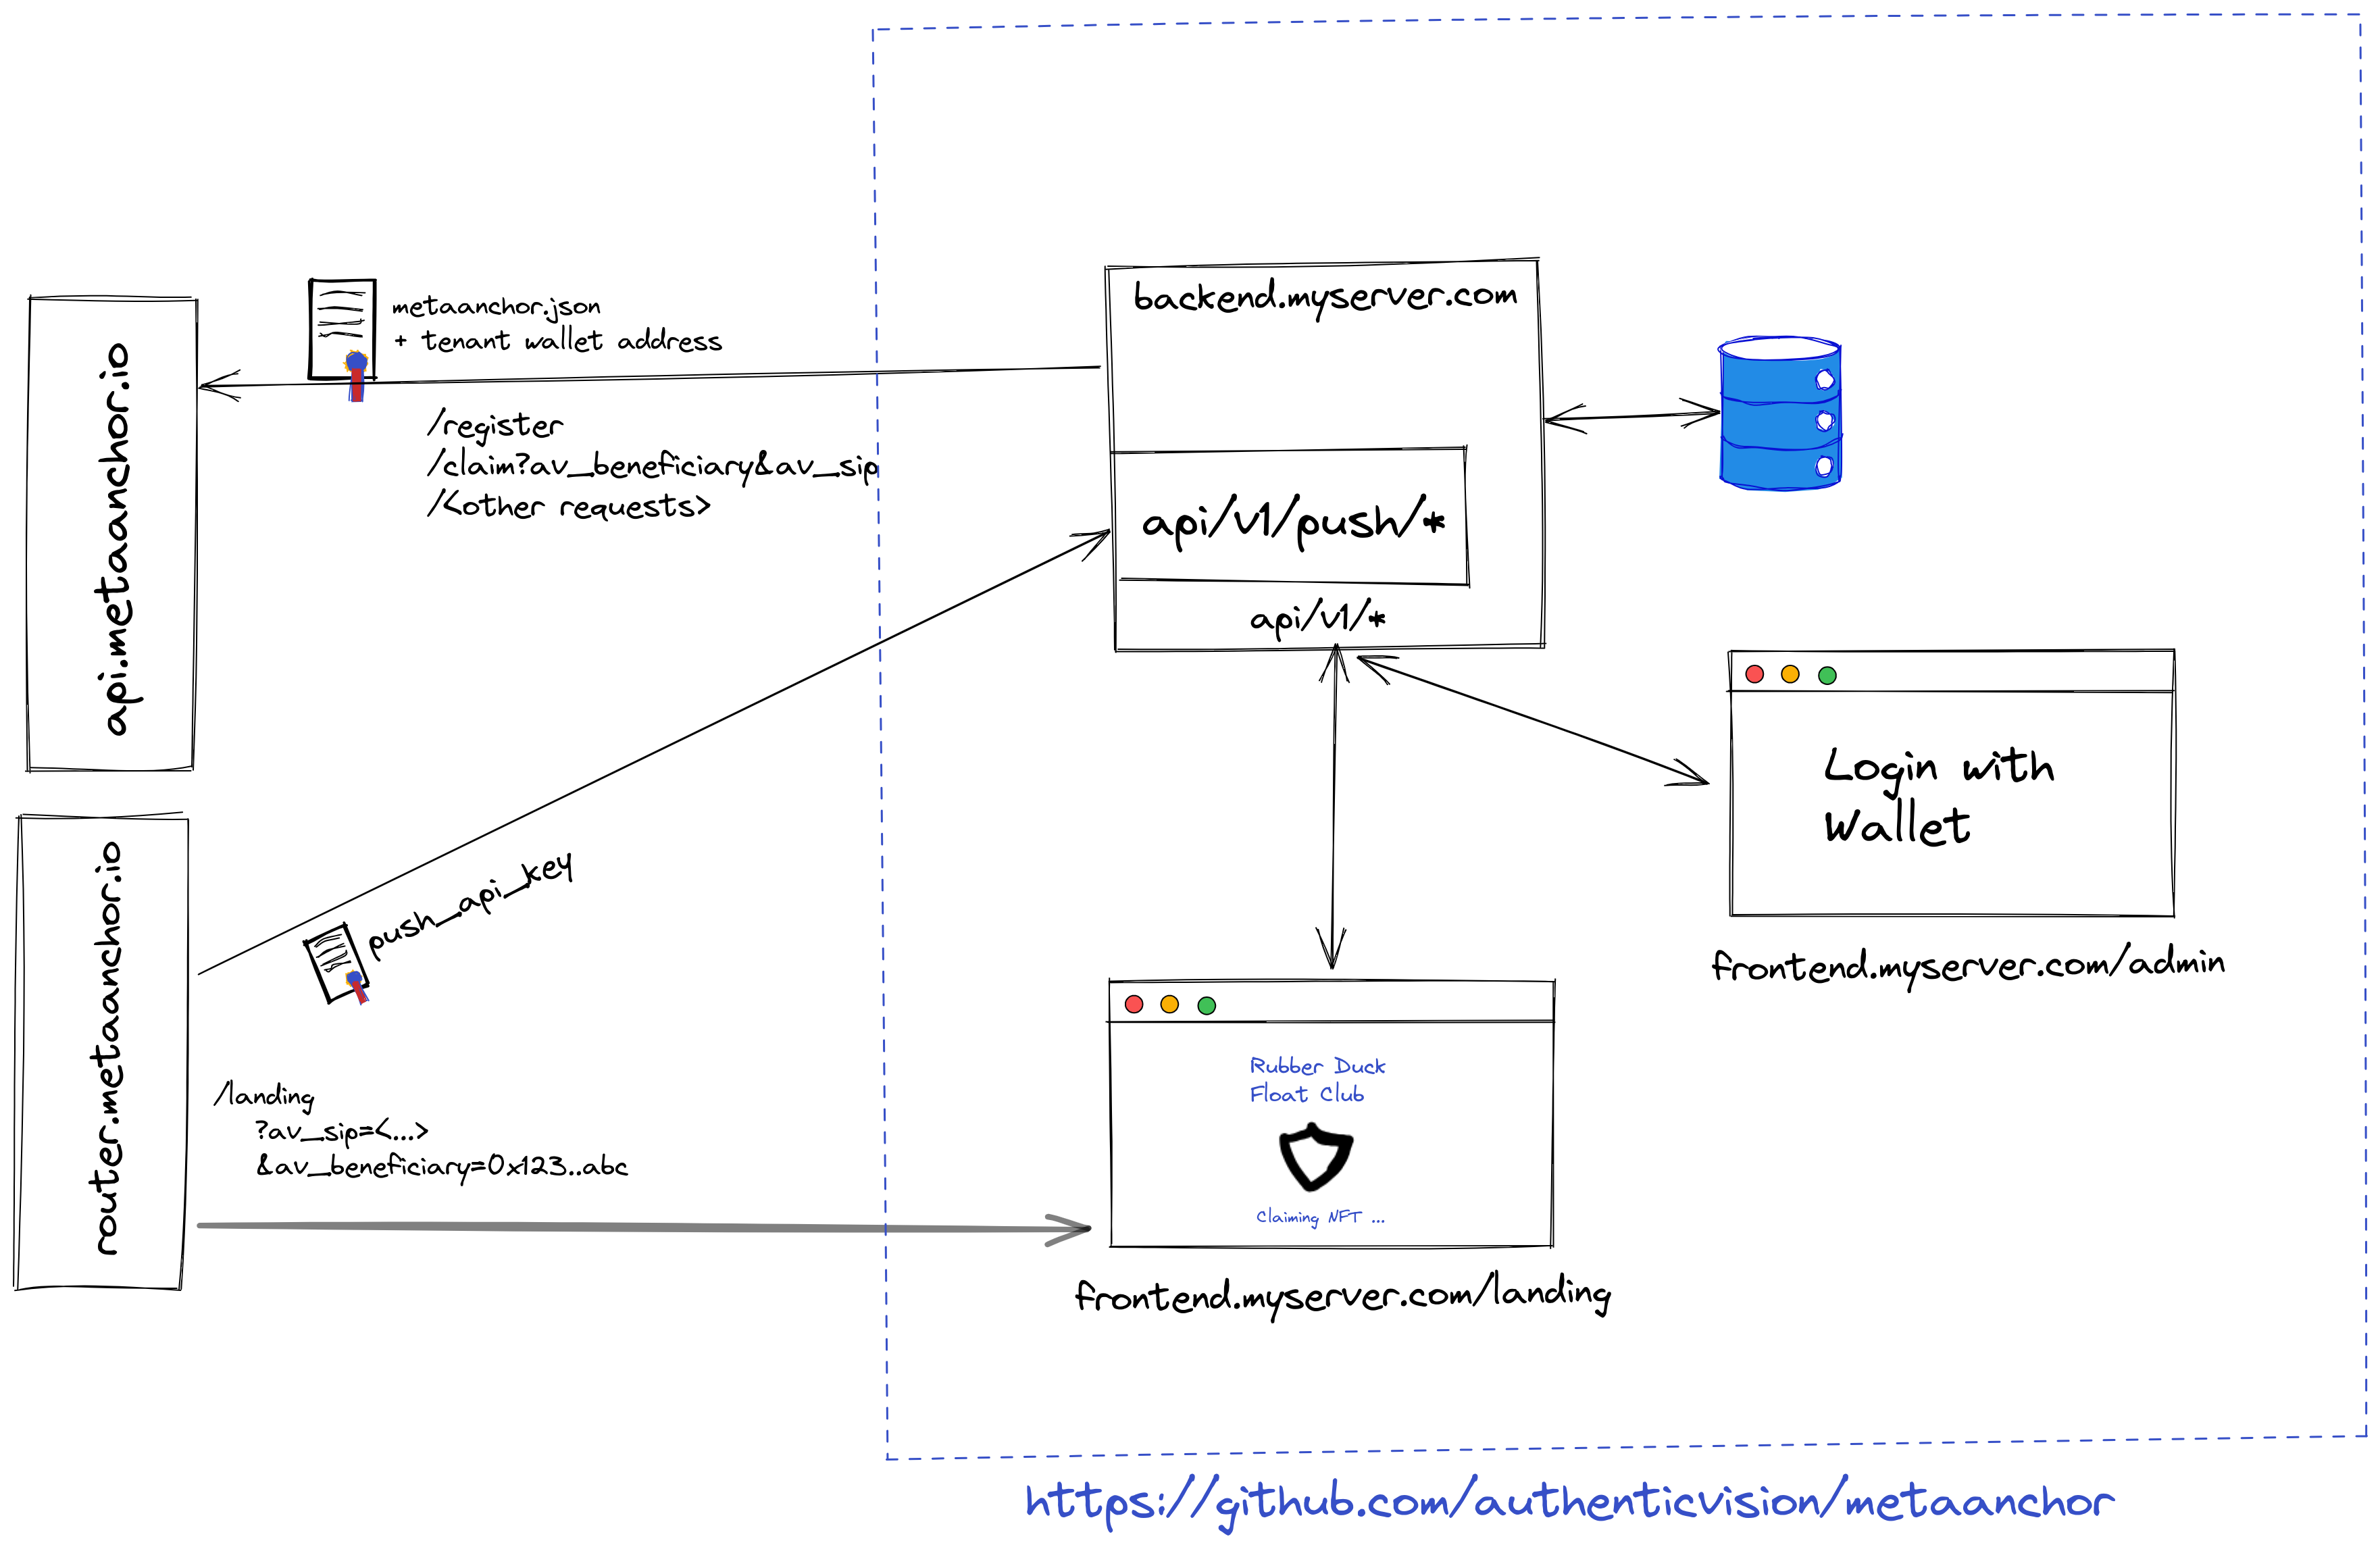 api.metaanchor.io
metaanchor.json
+ tenant wallet address
/register
/claim?av_beneficiary&av_sip
/<other requests>
backend.myserver.com
api/v1/push/*
api/v1/*
Login with
Wallet
frontend.myserver.com/admin
router.metaanchor.io
push_api_key
/landing
?av_sip=<...>
&av_beneficiary=0x123..abc
Rubber Duck
Float Club
Claiming NFT ...
frontend.myserver.com/landing
https://github.com/authenticvision/metaanchor